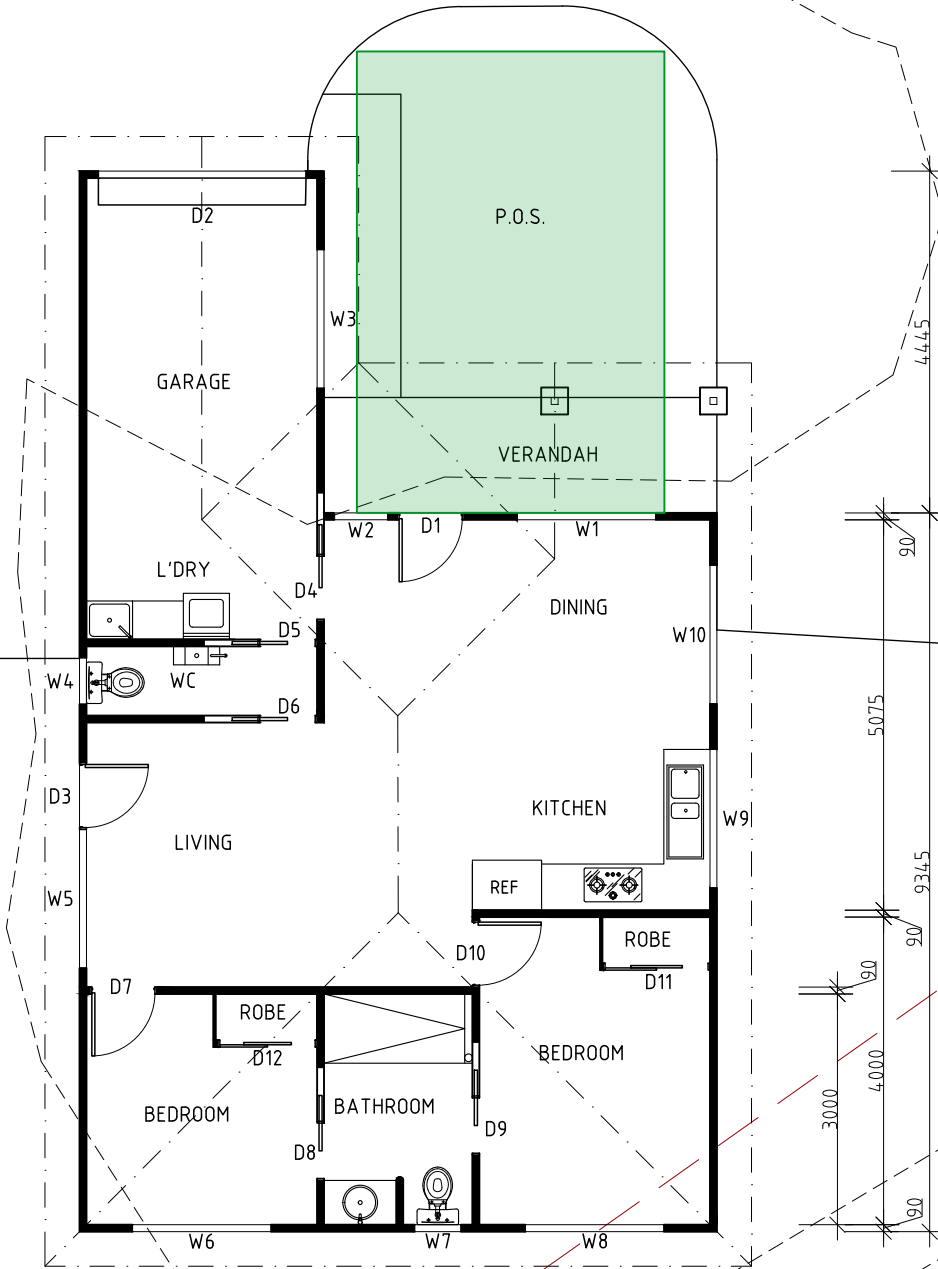 P.O.S.
D2
W3
4445
GARAGE
VERANDAH
W2
D1
W1
90
L'DRY
D4
DINING
D5
W10
WC
W4
D6
5075
D3
KITCHEN
W9
LIVING
9345
REF
W5
90
ROBE
D10
D11
90
D7
ROBE
D12
BEDROOM
4000
BEDROOM
BATHROOM
3000
D9
D8
90
W6
W7
W8